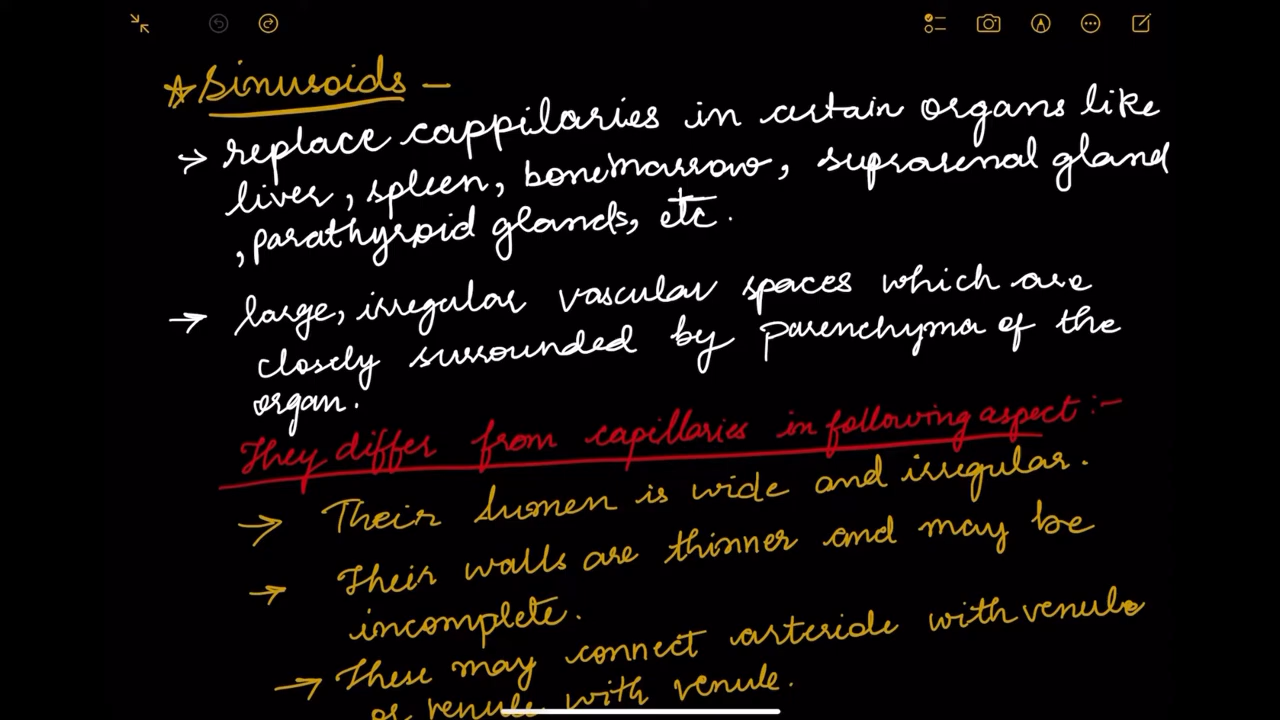 ☆ Sinusoids –
→ replace cappilaries in certain organs like
liver, spleen, bonemarrow, suprarenal gland
, parathyroid glands, etc.
→ large, irregular vascular spaces which are
closely surrounded by parenchyma of the
organ.
They differ from capillaries in following aspect :-
→ Their lumen is wide and irregular.
→ Their walls are thinner and may be
incomplete.
→ These may connect arteriole with venule
or venule with venule.